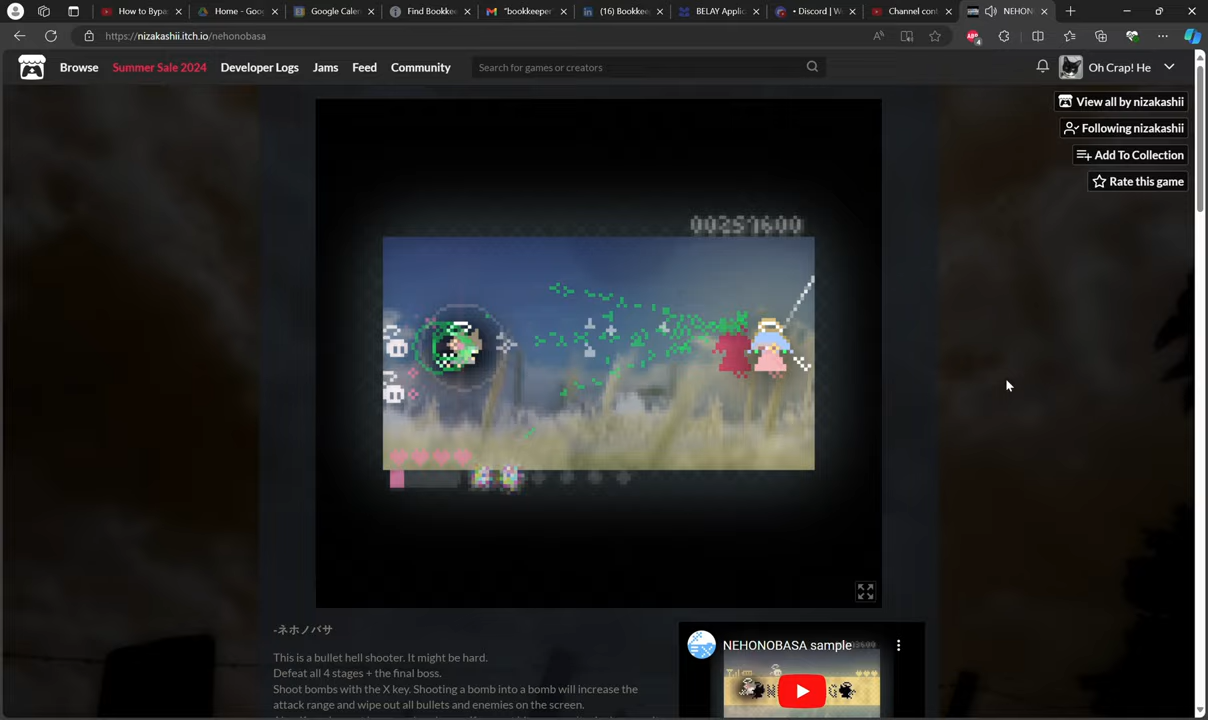 How to Bypa
Home - Goo
Google Caler
Find Bookke
"bookkeeper"
(16) Bookkee
BELAY Applic
• Discord | W
Channel cont
NEHON
https://nizakashii.itch.io/nehonobasa
Browse
Summer Sale 2024
Developer Logs
Jams
Feed
Community
Search for games or creators
Oh Crap! He
View all by nizakashii
Following nizakashii
Add To Collection
Rate this game
00257600
-ネホノバサ
This is a bullet hell shooter. It might be hard.
Defeat all 4 stages + the final boss.
Shoot bombs with the X key. Shooting a bomb into a bomb will increase the
attack range and wipe out all bullets and enemies on the screen.
NEHONOBASA sample